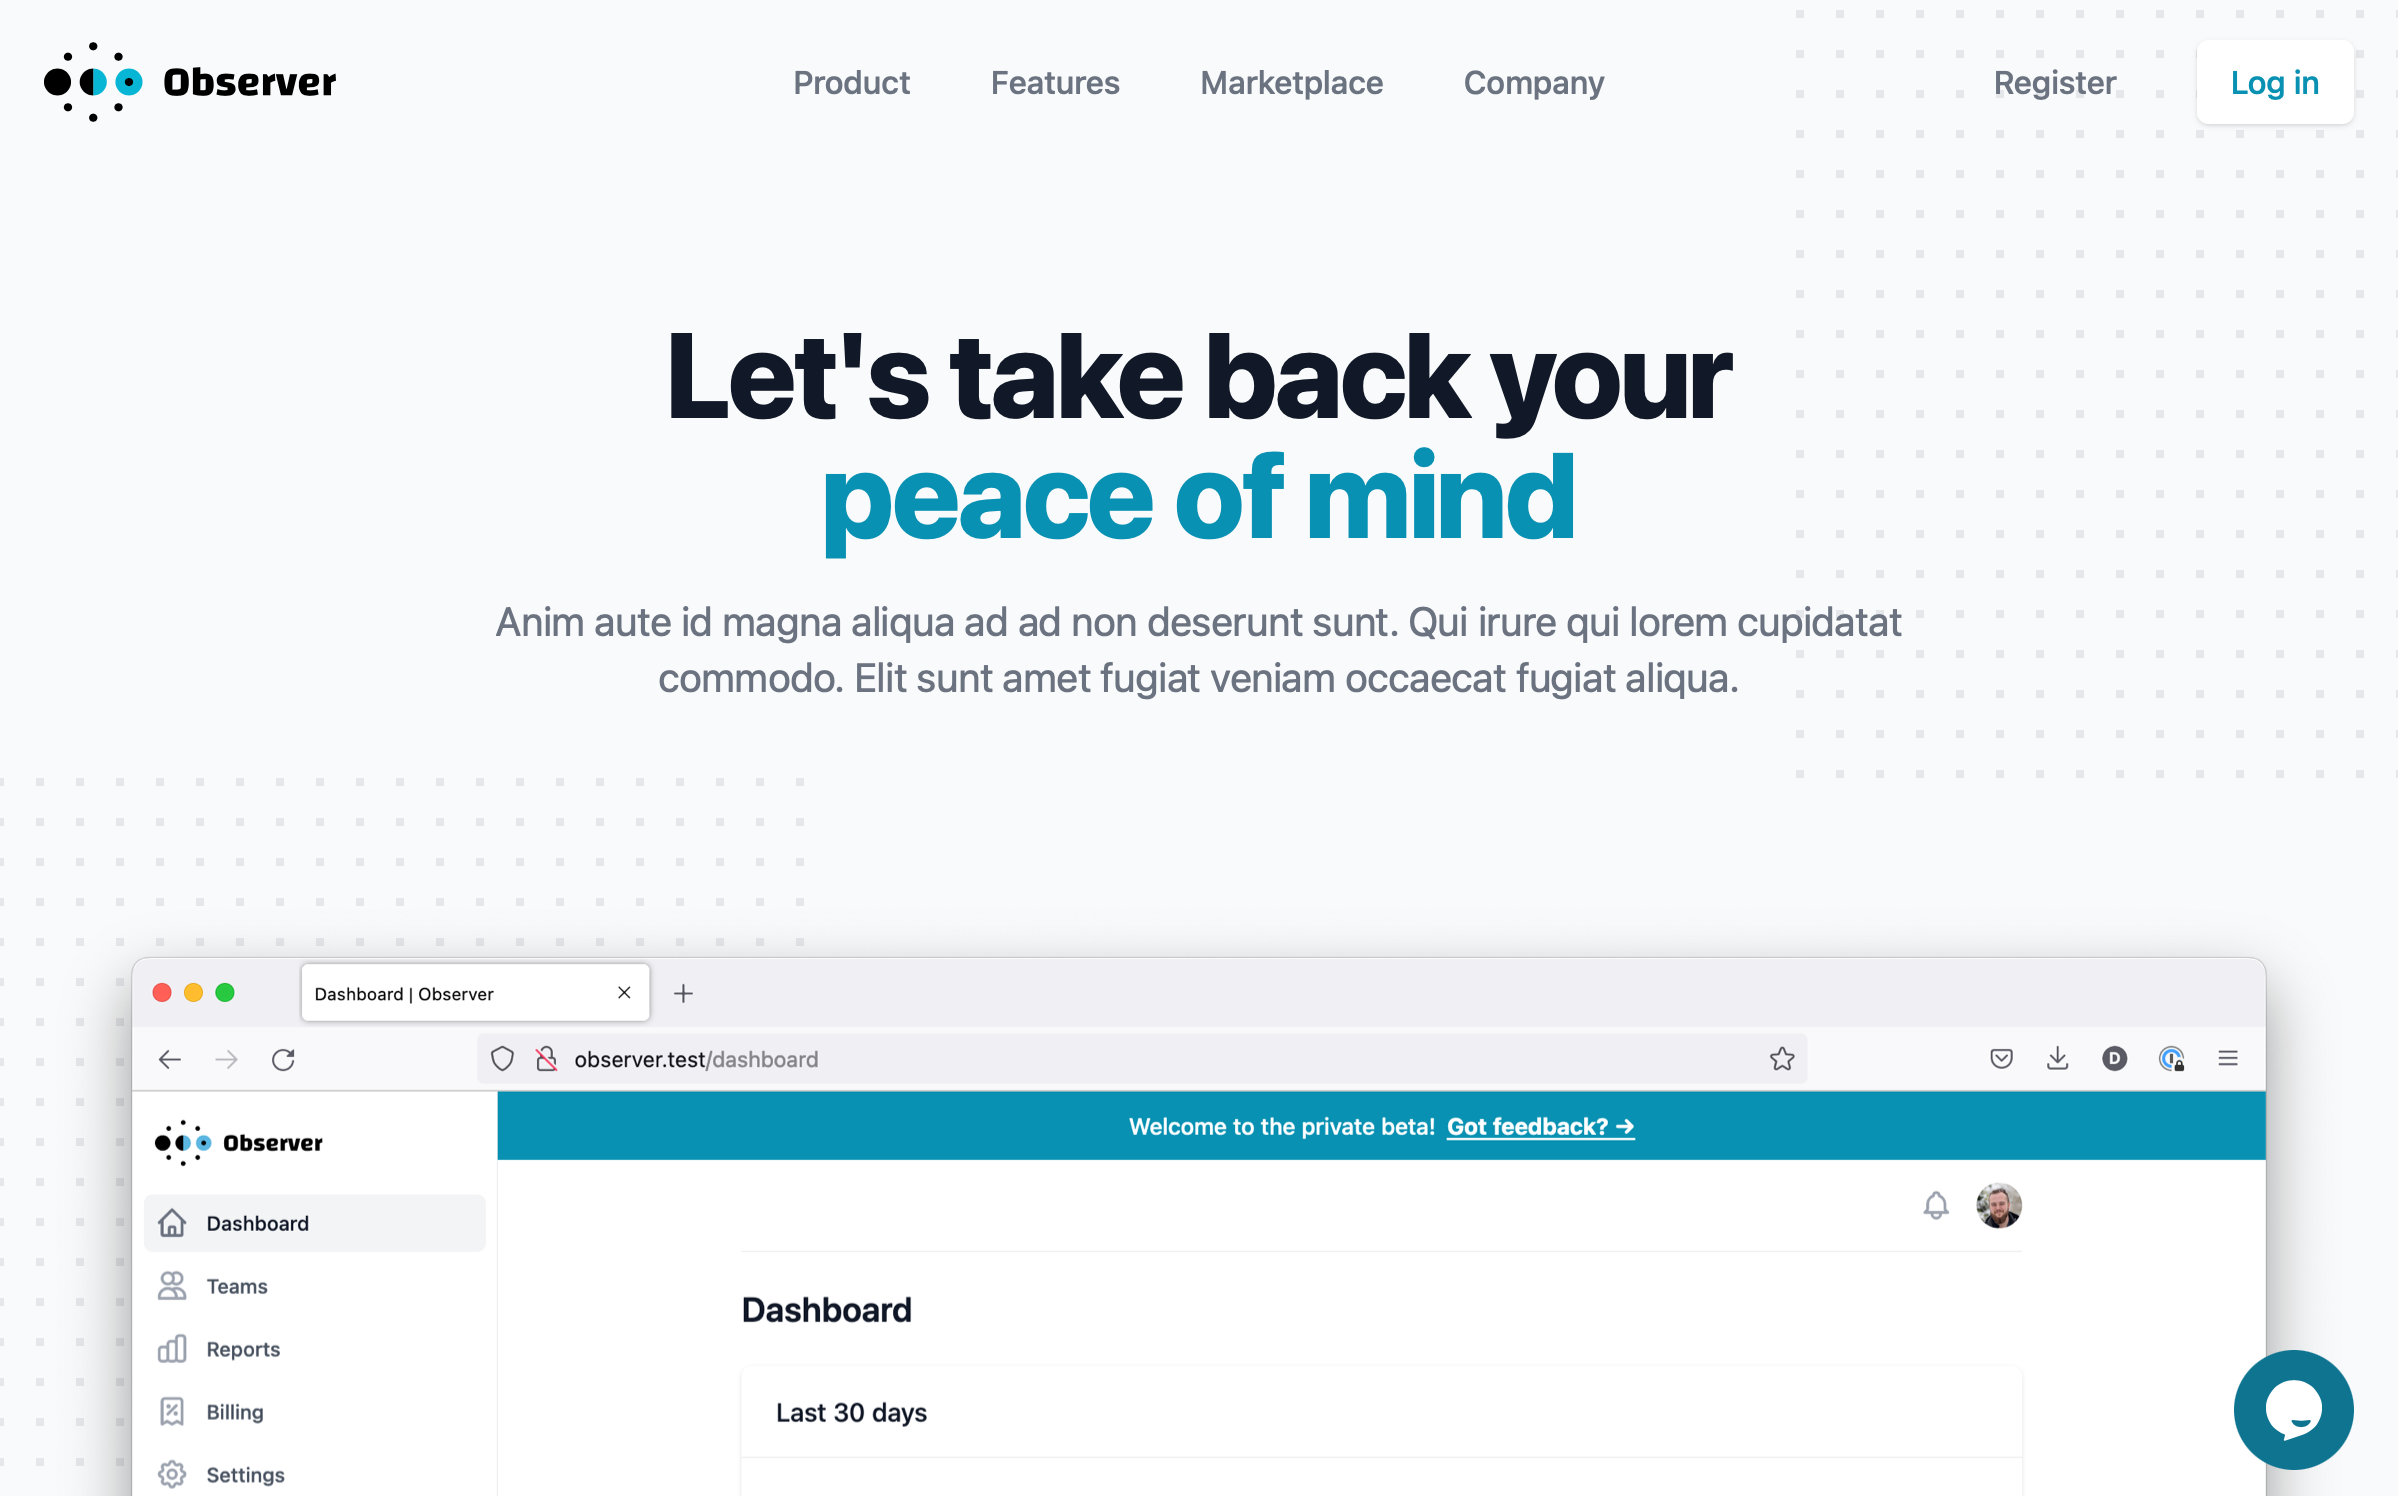 Observer
Product
Features
Marketplace
Company
Register
Log in
Let's take back your
peace of mind
Anim aute id magna aliqua ad ad non deserunt sunt. Qui irure qui lorem cupidatat
commodo. Elit sunt amet fugiat veniam occaecat fugiat aliqua.
Dashboard | Observer
observer.test/dashboard
D
Observer
Welcome to the private beta! Got feedback? →
Dashboard
Teams
Reports
Billing
Settings
Dashboard
Last 30 days